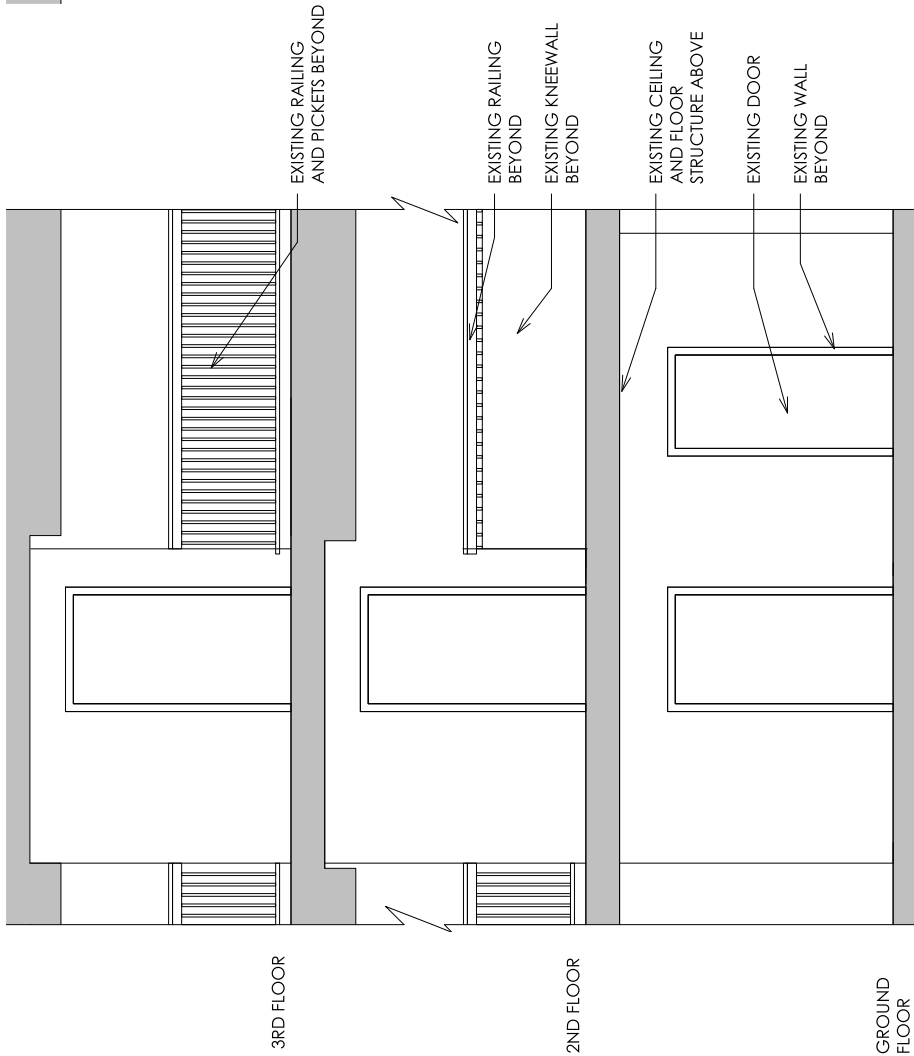 EXISTING RAILING
AND PICKETS BEYOND
EXISTING RAILING
BEYOND
EXISTING KNEEWALL
BEYOND
EXISTING CEILING
AND FLOOR
STRUCTURE ABOVE
EXISTING DOOR
EXISTING WALL
BEYOND
3RD FLOOR
2ND FLOOR
GROUND
FLOOR